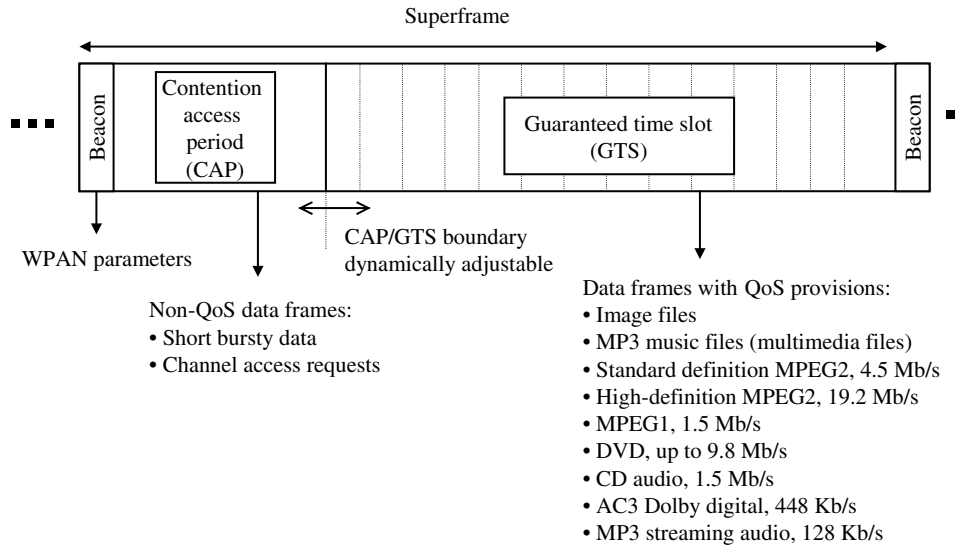 Superframe
Beacon
Contention
access
period
(CAP)
Guaranteed time slot
(GTS)
Beacon
WPAN parameters
CAP/GTS boundary
dynamically adjustable
Non-QoS data frames:
• Short bursty data
• Channel access requests
Data frames with QoS provisions:
• Image files
• MP3 music files (multimedia files)
• Standard definition MPEG2, 4.5 Mb/s
• High-definition MPEG2, 19.2 Mb/s
• MPEG1, 1.5 Mb/s
• DVD, up to 9.8 Mb/s
• CD audio, 1.5 Mb/s
• AC3 Dolby digital, 448 Kb/s
• MP3 streaming audio, 128 Kb/s